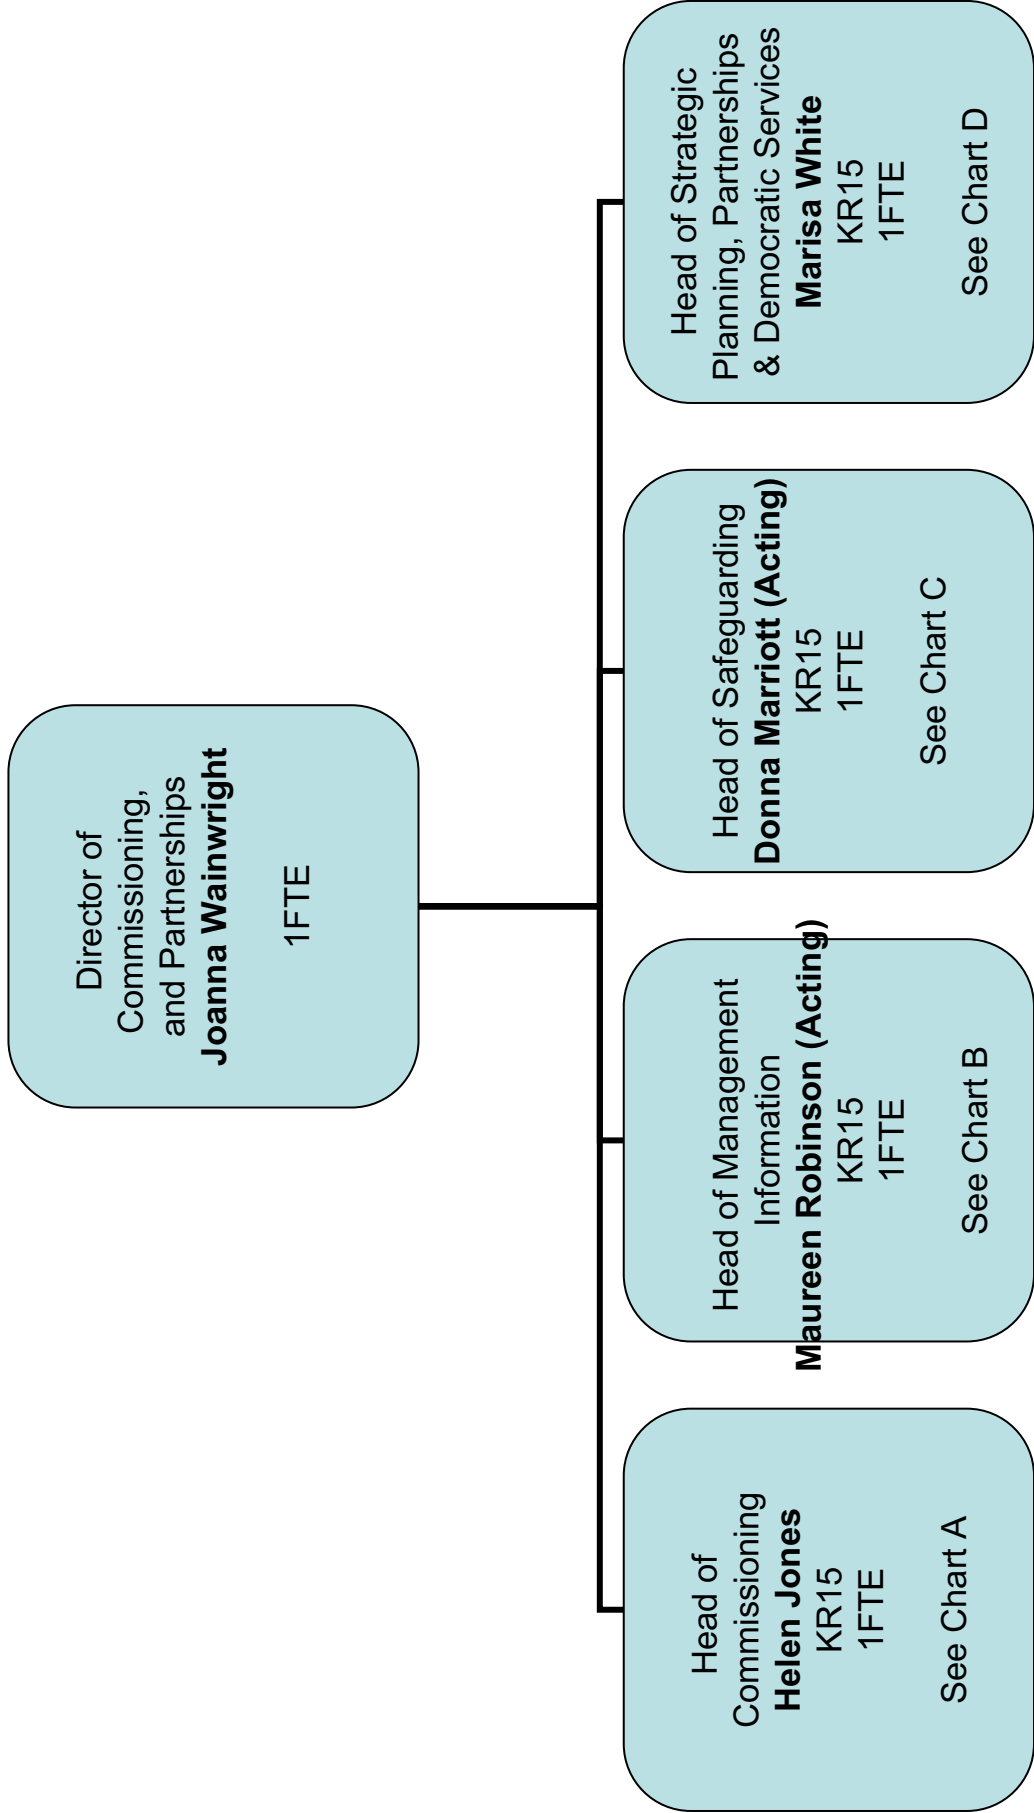 Director of
Commissioning,
and Partnerships
Joanna Wainwright
1FTE
Head of
Commissioning
Helen Jones
KR15
1FTE
See Chart A
Head of Management
Information
Maureen Robinson (Acting)
KR15
1FTE
See Chart B
Head of Safeguarding
Donna Marriott (Acting)
KR15
1FTE
See Chart C
Head of Strategic
Planning, Partnerships
& Democratic Services
Marisa White
KR15
1FTE
See Chart D